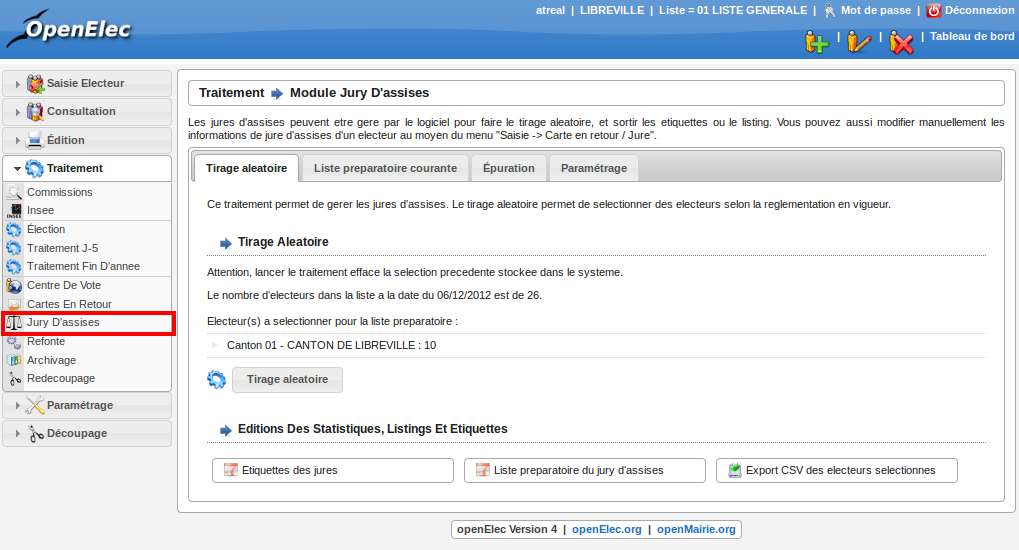 OpenElec
atreal | LIBREVILLE | Liste = 01 LISTE GENERALE | Mot de passe | Déconnexion
| | | Tableau de bord
Saisie Electeur
Consultation
Édition
Traitement
Commissions
Insee
Élection
Traitement J-5
Traitement Fin D'annee
Centre De Vote
Cartes En Retour
Jury D'assises
Refonte
Archivage
Redecoupage
Paramétrage
Découpage
Traitement Module Jury D'assises
Les jures d'assises peuvent etre gere par le logiciel pour faire le tirage aleatoire, et sortir les etiquettes ou le listing. Vous pouvez aussi modifier manuellement les
informations de jure d'assises d'un electeur au moyen du menu "Saisie -> Carte en retour / Jure".
Tirage aleatoire Liste preparatoire courante Épuration Paramétrage
Ce traitement permet de gerer les jures d'assises. Le tirage aleatoire permet de selectionner des electeurs selon la reglementation en vigueur.
Tirage Aleatoire
Attention, lancer le traitement efface la selection precedente stockee dans le systeme.
Le nombre d'electeurs dans la liste a la date du 06/12/2012 est de 26.
Electeur(s) a selectionner pour la liste preparatoire :
Canton 01 - CANTON DE LIBREVILLE : 10
Tirage aleatoire
Editions Des Statistiques, Listings Et Etiquettes
Etiquettes des jures Liste preparatoire du jury d'assises Export CSV des electeurs selectionnes
openElec Version 4 | openElec.org | openMairie.org